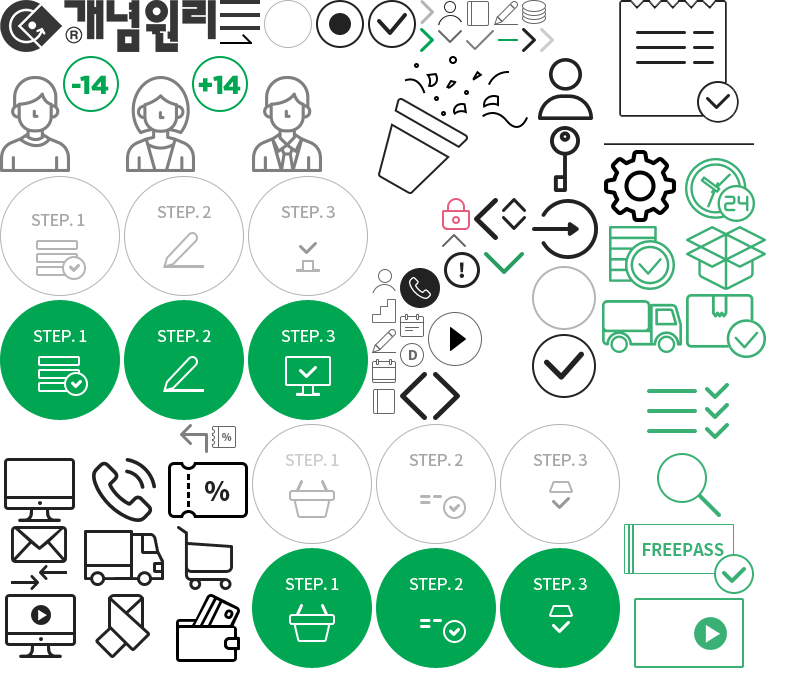 ®개념원리
-14
+14
STEP. 1
STEP. 2
STEP. 3
24
STEP. 1
STEP. 2
STEP. 3
D
%
STEP. 1
STEP. 2
STEP. 3
%
FREEPASS
STEP. 1
STEP. 2
STEP. 3